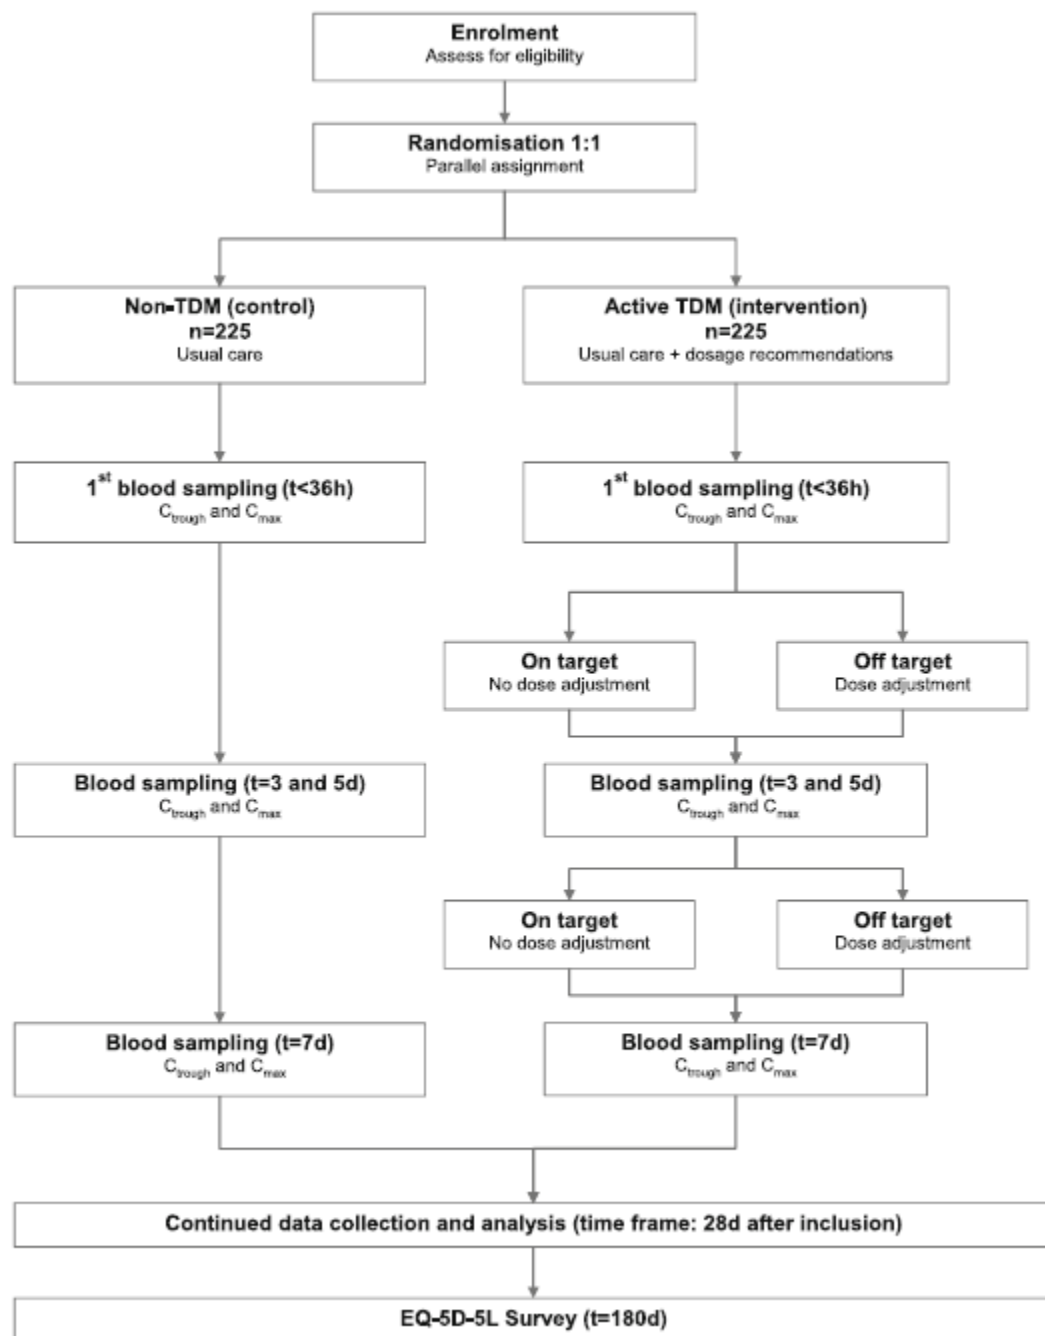 Enrolment
Assess for eligibility
Randomisation 1:1
Parallel assignment
Non-TDM (control)
n=225
Usual care
Active TDM (intervention)
n=225
Usual care + dosage recommendations
1st blood sampling (t<36h)
Ctrough and Cmax
1st blood sampling (t<36h)
Ctrough and Cmax
On target
No dose adjustment
Off target
Dose adjustment
Blood sampling (t=3 and 5d)
Ctrough and Cmax
Blood sampling (t=3 and 5d)
Ctrough and Cmax
On target
No dose adjustment
Off target
Dose adjustment
Blood sampling (t=7d)
Ctrough and Cmax
Blood sampling (t=7d)
Ctrough and Cmax
Continued data collection and analysis (time frame: 28d after inclusion)
EQ-5D-5L Survey (t=180d)